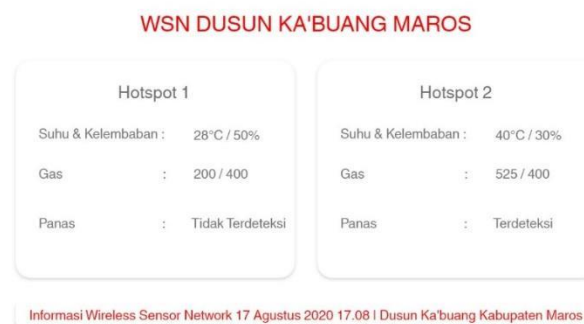 WSN DUSUN KA'BUANG MAROS
Hotspot 1
Suhu & Kelembaban : 28°C / 50%
Gas : 200 / 400
Panas : Tidak Terdeteksi
Hotspot 2
Suhu & Kelembaban : 40°C / 30%
Gas : 525 / 400
Panas : Terdeteksi
Informasi Wireless Sensor Network 17 Agustus 2020 17.08 | Dusun Ka'buang Kabupaten Maros